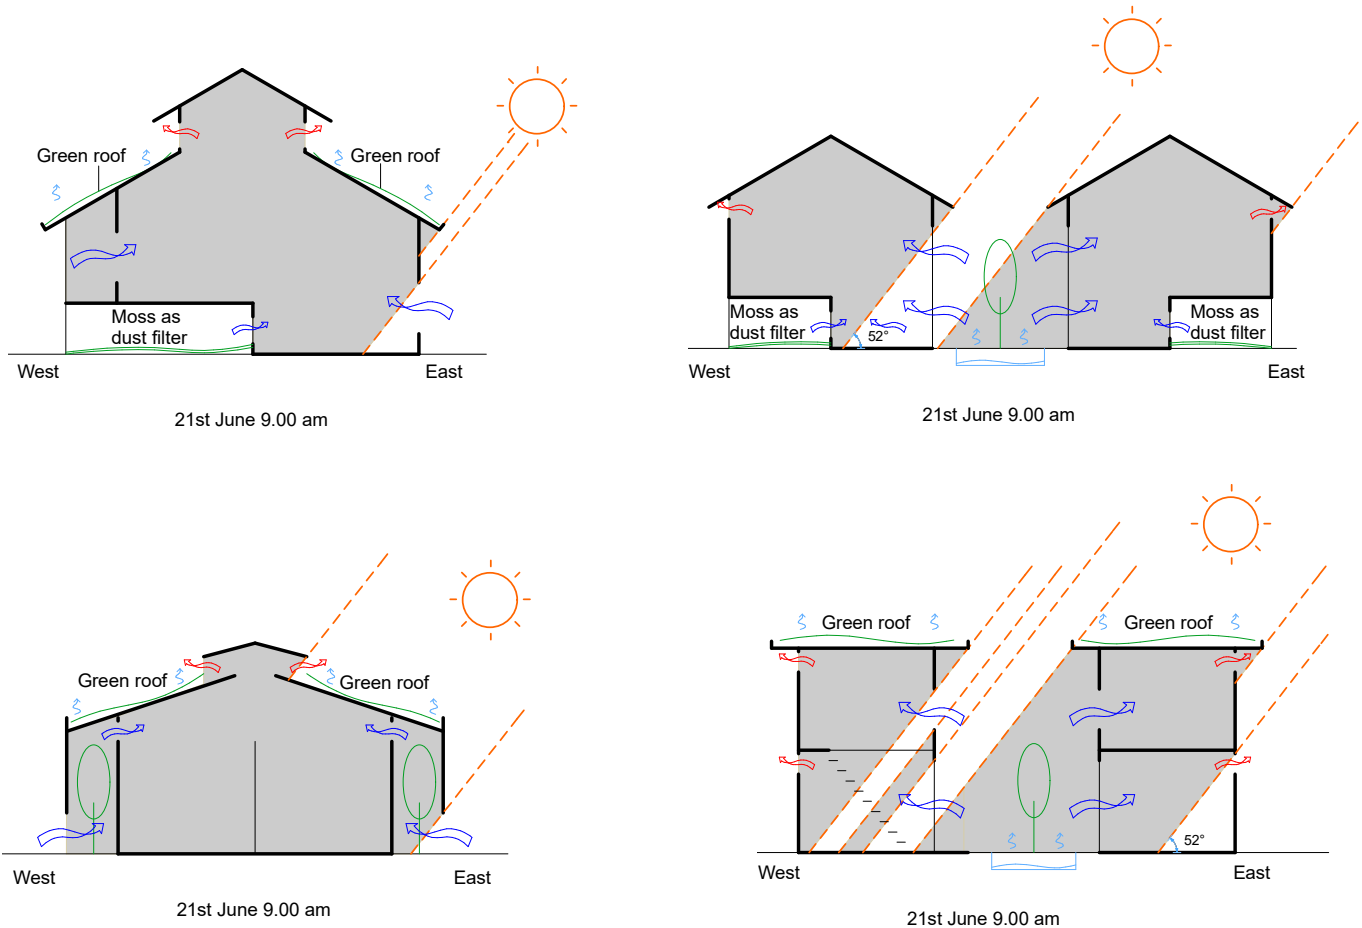 Green roof
Green roof
Moss as
dust filter
West
East
21st June 9.00 am
Moss as
dust filter
52°
Moss as
dust filter
West
East
21st June 9.00 am
Green roof
Green roof
West
East
21st June 9.00 am
Green roof
Green roof
52°
West
East
21st June 9.00 am